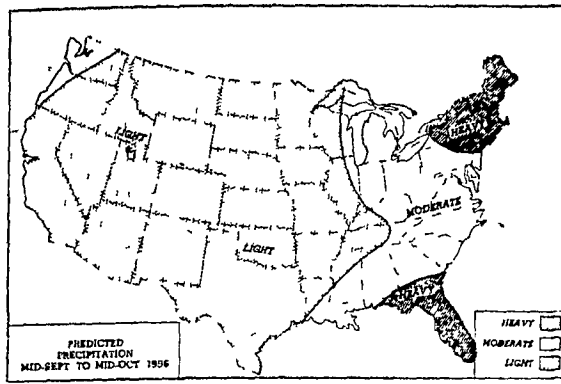 HEAVY
LIGHT
MODERATE
LIGHT
HEAVY
PREDICTED
PRECIPITATION
MID-SEPT TO MID-OCT 1956
HEAVY
MODERATE
LIGHT